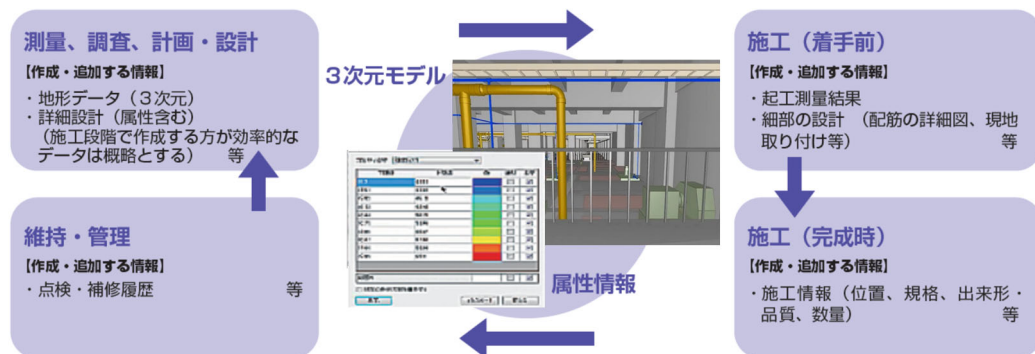 測量、調査、計画・設計
【作成・追加する情報】
・地形データ（３次元）
・詳細設計（属性含む）
（施工段階で作成する方が効率的な
データは概略とする） 等
維持・管理
【作成・追加する情報】
・点検・補修履歴 等
３次元モデル
属性情報
施工（着手前）
【作成・追加する情報】
・起工測量結果
・細部の設計 （配筋の詳細図、現地
取り付け等） 等
施工（完成時）
【作成・追加する情報】
・施工情報（位置、規格、出来形・
品質、数量） 等